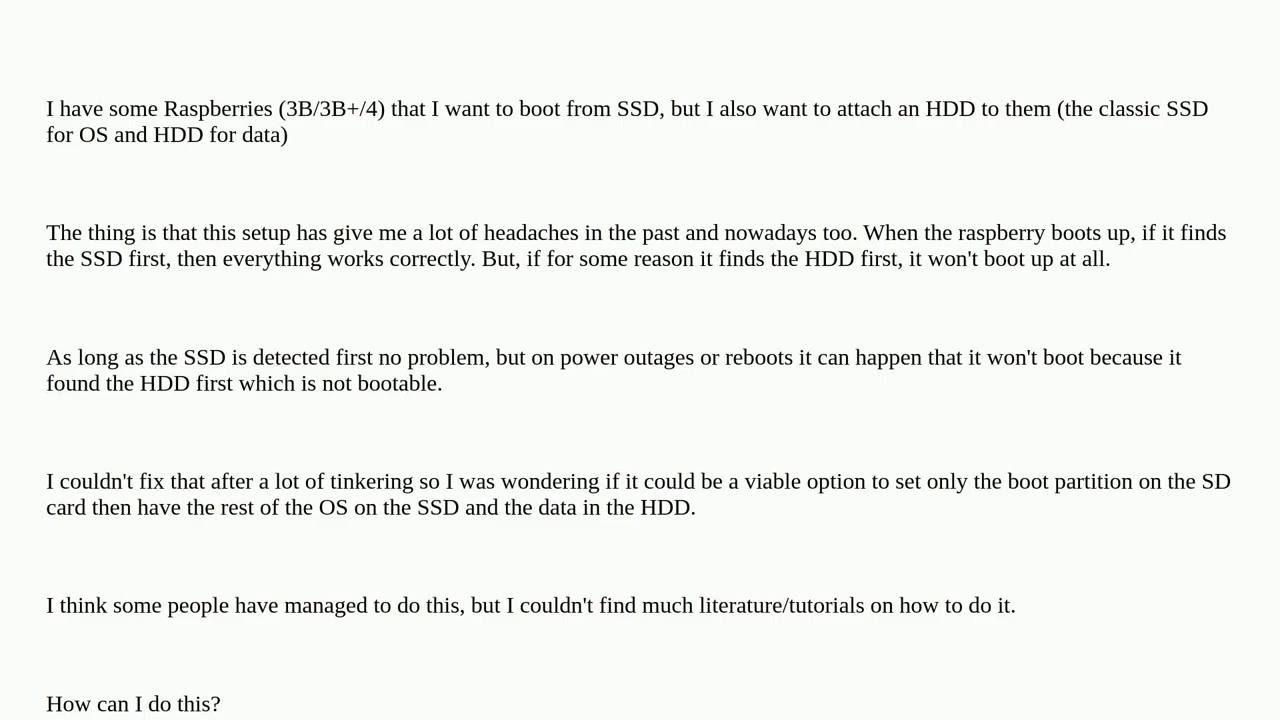 I have some Raspberries (3B/3B+/4) that I want to boot from SSD, but I also want to attach an HDD to them (the classic SSD
for OS and HDD for data)
The thing is that this setup has give me a lot of headaches in the past and nowadays too. When the raspberry boots up, if it finds
the SSD first, then everything works correctly. But, if for some reason it finds the HDD first, it won't boot up at all.
As long as the SSD is detected first no problem, but on power outages or reboots it can happen that it won't boot because it
found the HDD first which is not bootable.
I couldn't fix that after a lot of tinkering so I was wondering if it could be a viable option to set only the boot partition on the SD
card then have the rest of the OS on the SSD and the data in the HDD.
I think some people have managed to do this, but I couldn't find much literature/tutorials on how to do it.
How can I do this?